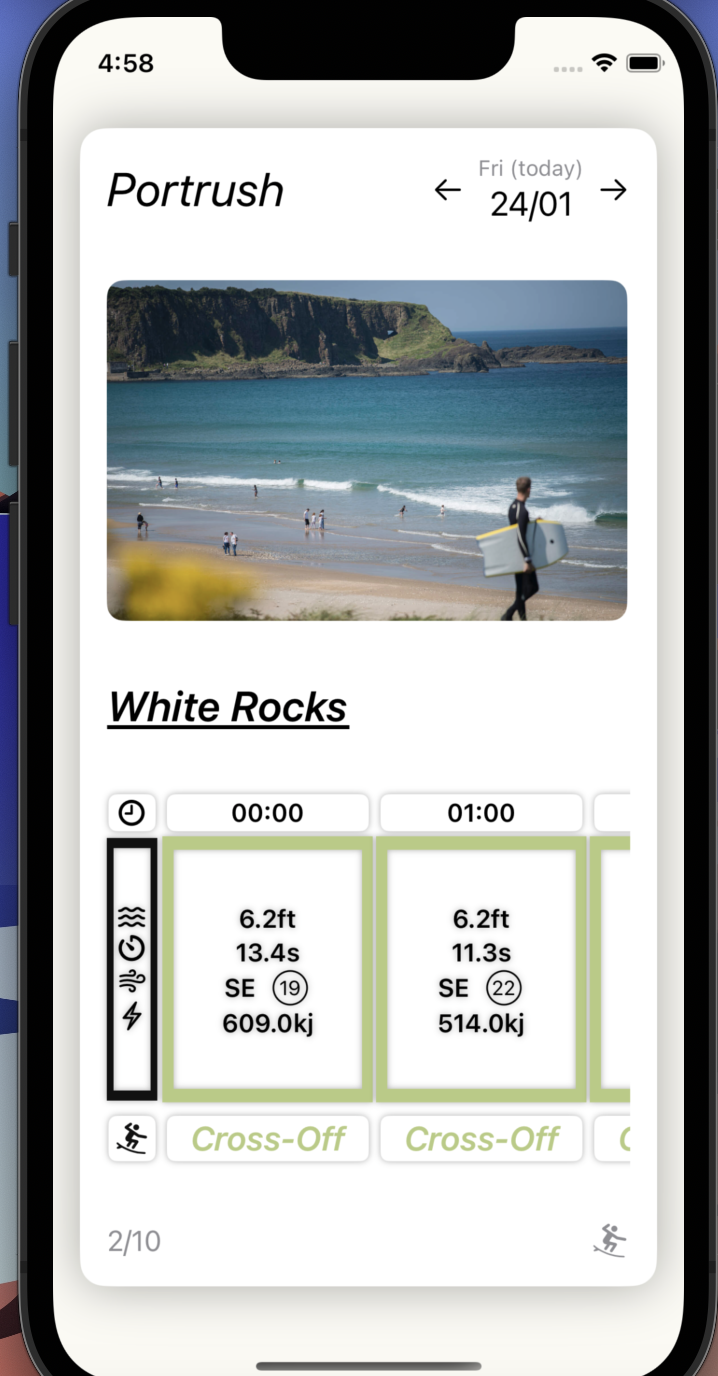 4:58
Portrush
Fri (today)
24/01
White Rocks
00:00 01:00
6.2ft 6.2ft
13.4s 11.3s
SE 19 SE 22
609.0kj 514.0kj
Cross-Off Cross-Off
2/10